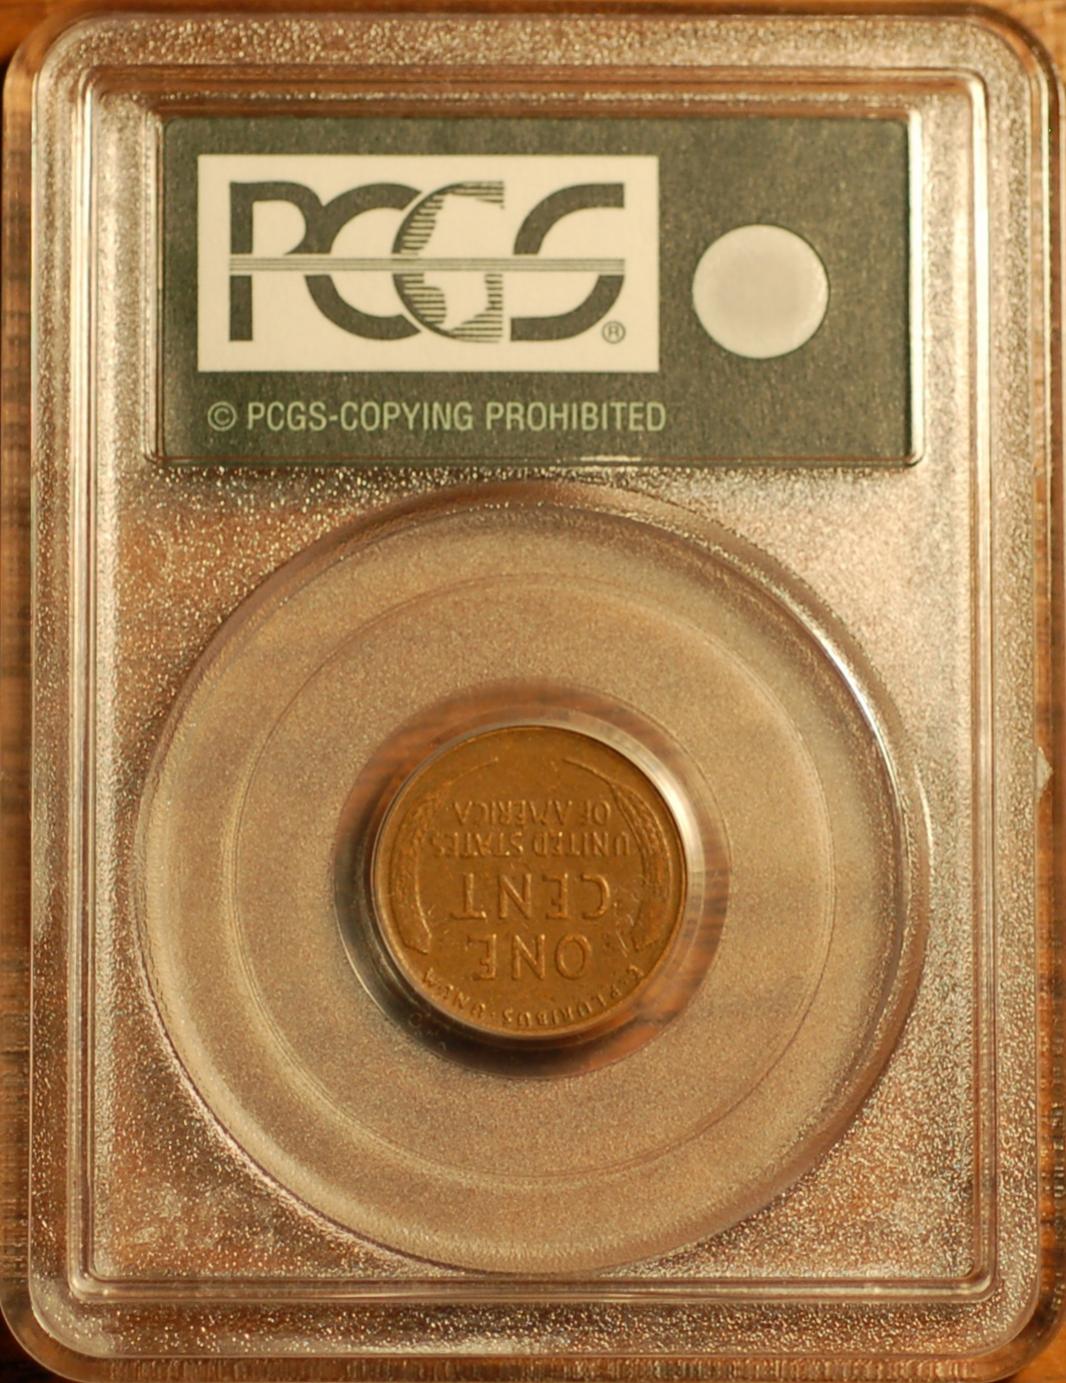 PCGS®
© PCGS-COPYING PROHIBITED
E·PLURIBUS·UNUM
ONE
CENT
UNITED STATES
OF AMERICA